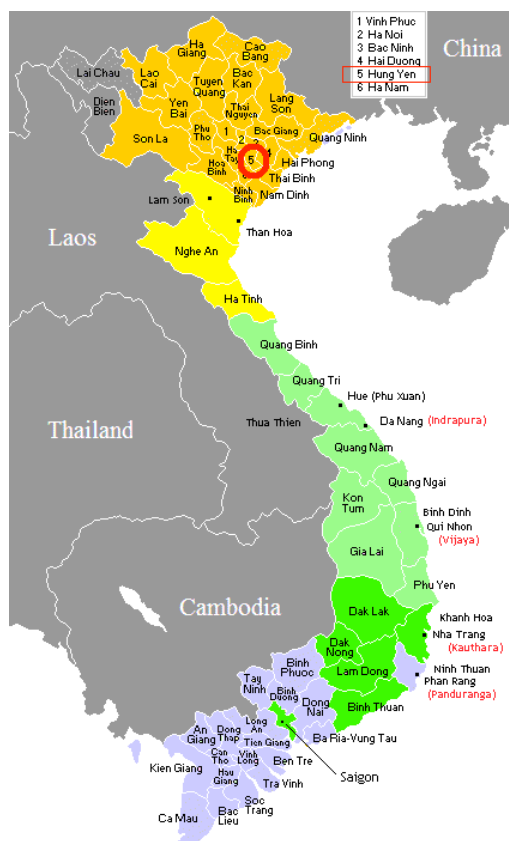 1 Vinh Phuc
2 Ha Noi
3 Bac Ninh
4 Hai Duong
5 Hung Yen
6 Ha Nam
China
Ha
Giang
Cao
Bang
Lai Chau
Lao
Cai
Bac
Kan
Tuyen
Quang
Dien
Bien
Yen
Bai
Thai
Nguyen
Lang
Son
Phu
Tho
1
2
3
Bac Giang
Quang Ninh
Son La
Ha
Tay
5
4
Hai Phong
Hoa
Binh
6
Thai Binh
Ninh
Binh
Nam Dinh
Lam Son
Than Hoa
Laos
Nghe An
Ha Tinh
Quang Binh
Quang Tri
Hue (Phu Xuan)
Thua Thien
Da Nang (Indrapura)
Thailand
Quang Nam
Quang Ngai
Kon
Tum
Binh Dinh
Qui Nhon
(Vijaya)
Gia Lai
Phu Yen
Cambodia
Dak Lak
Khanh Hoa
Nha Trang
(Kauthara)
Dak
Nong
Binh
Phuoc
Lam Dong
Ninh Thuan
Phan Rang
(Panduranga)
Tay
Ninh
Binh
Duong
Dong
Nai
Binh Thuan
Long
An
An
Giang
Dong
Thap
Tien Giang
Ba Ria-Vung Tau
Can
Tho
Vinh
Long
Ben Tre
Kien Giang
Hau
Giang
Tra Vinh
Saigon
Soc
Trang
Bac
Lieu
Ca Mau